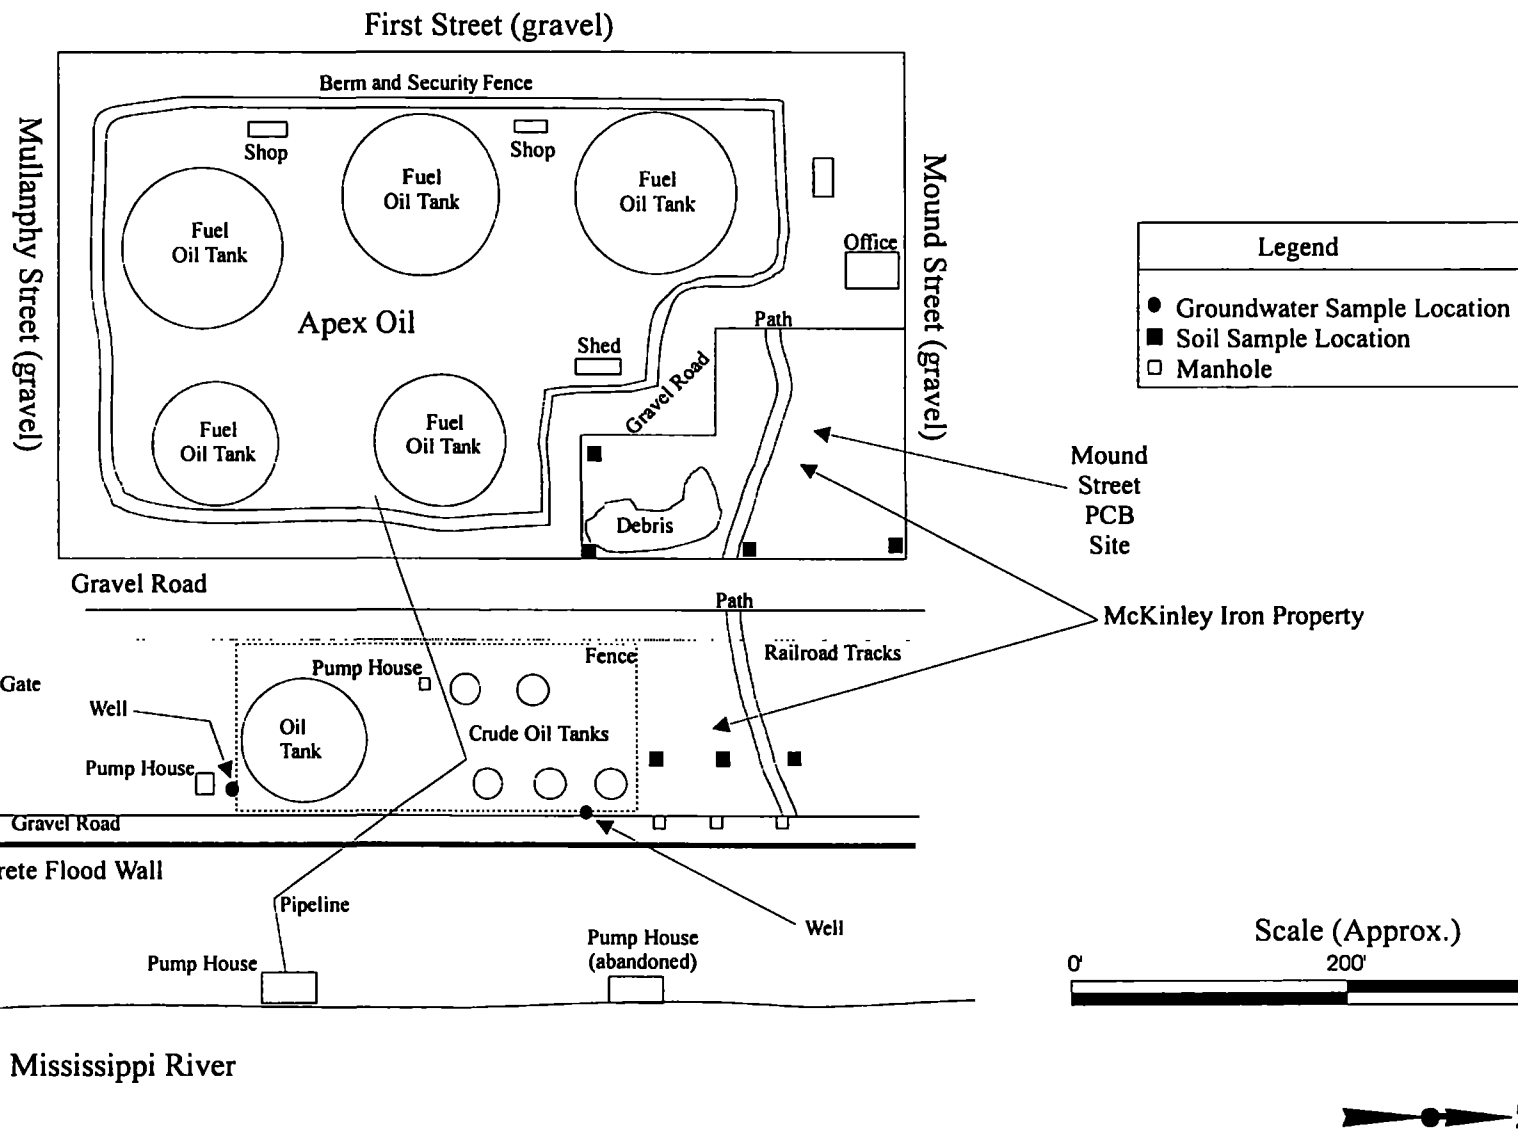 First Street (gravel)
Berm and Security Fence
Mullanphy Street (gravel)
Mound Street (gravel)
Shop
Shop
Fuel
Oil Tank
Fuel
Oil Tank
Fuel
Oil Tank
Office
Legend
Groundwater Sample Location
Soil Sample Location
Manhole
Apex Oil
Path
Shed
Gravel Road
Fuel
Oil Tank
Fuel
Oil Tank
Mound
Street
PCB
Site
Debris
Gravel Road
Path
McKinley Iron Property
Fence
Railroad Tracks
Pump House
Gate
Well
Oil
Tank
Crude Oil Tanks
Pump House
Gravel Road
rete Flood Wall
Pipeline
Well
Pump House
(abandoned)
Pump House
Scale (Approx.)
0'
200'
Mississippi River